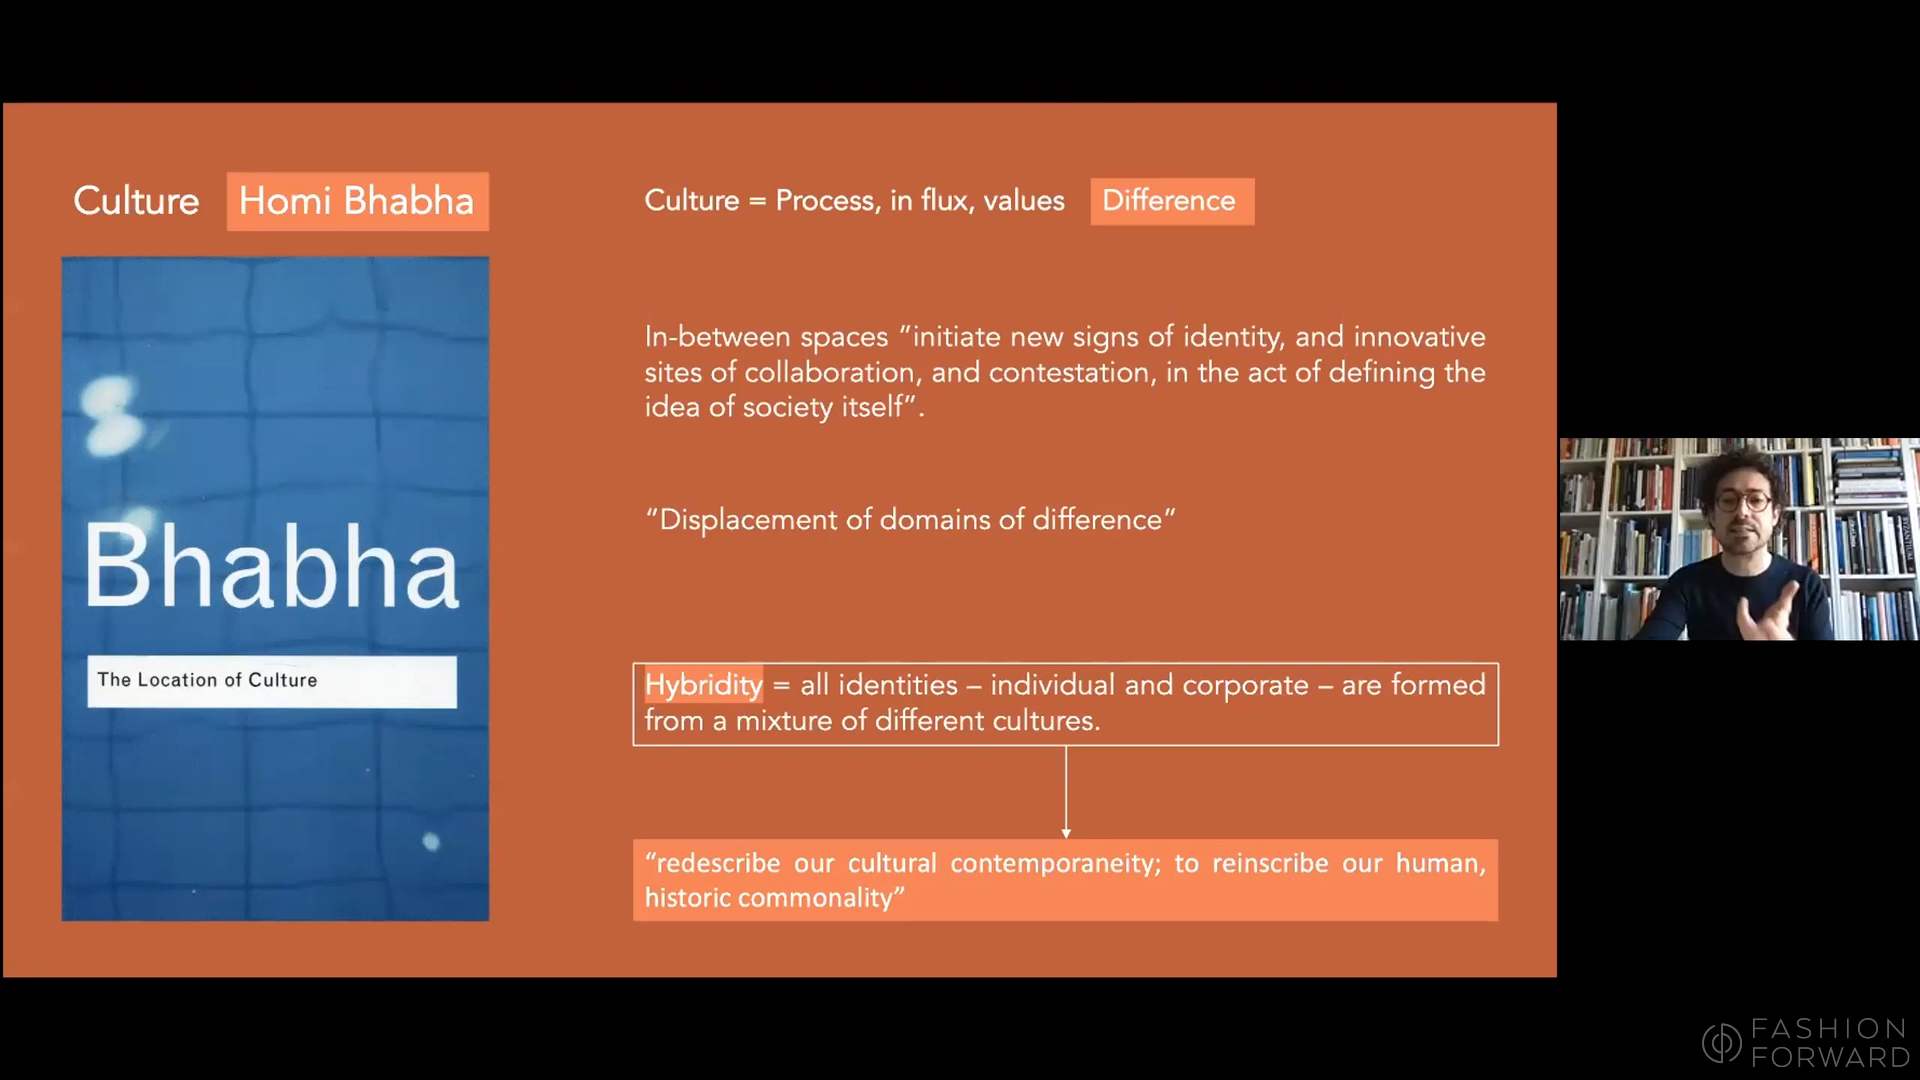 Culture Homi Bhabha
Bhabha
The Location of Culture
Culture = Process, in flux, values Difference
In-between spaces “initiate new signs of identity, and innovative
sites of collaboration, and contestation, in the act of defining the
idea of society itself”.
“Displacement of domains of difference”
Hybridity = all identities – individual and corporate – are formed
from a mixture of different cultures.
“redescribe our cultural contemporaneity; to reinscribe our human,
historic commonality”
BYZANTIUM
FASHION
FORWARD